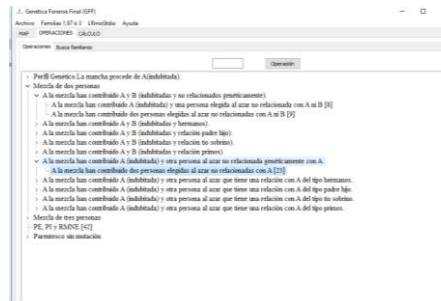 Genética Forensa Final (GFF)
Archivo Familias 1.97 ó 3 LRmixStdio Ayuda
MAP OPERACIONES CÁLCULO
Operaciones Busca familiares
Operación
Perfil Genético.La mancha procede de A(indubitada).
Mezcla de dos personas
A la mezcla han contribuido A y B (indubitadas y no relacionados genéticamente).
A la mezcla han contribuido A (indubitada) y una persona elegida al azar no relacionada con A ni B [8]
A la mezcla han contribuido dos personas elegidas al azar no relacionadas con A ni B [9]
A la mezcla han contribuido A y B (indubitadas y hermanos).
A la mezcla han contribuido A y B (indubitadas y relación padre hijo).
A la mezcla han contribuido A y B (indubitadas y relación tio sobrino).
A la mezcla han contribuido A y B (indubitadas y relación primos).
A la mezcla han contribuido A (indubitada) y otra persona al azar no relacionada genéticamente con A.
A la mezcla han contribuido dos personas elegidas al azar no relacionadas con A [23]
A la mezcla han contribuido A (indubitada) y otra persona al azar que tiene una relación con A del tipo hermanos.
A la mezcla han contribuido A (indubitada) y otra persona al azar que tiene una relación con A del tipo padre hijo.
A la mezcla han contribuido A (indubitada) y otra persona al azar que tiene una relación con A del tipo tio sobrino.
A la mezcla han contribuido A (indubitada) y otra persona al azar que tiene una relación con A del tipo primos.
Mezcla de tres personas
PE, PI y RMNE [42]
Parentesco sin mutación